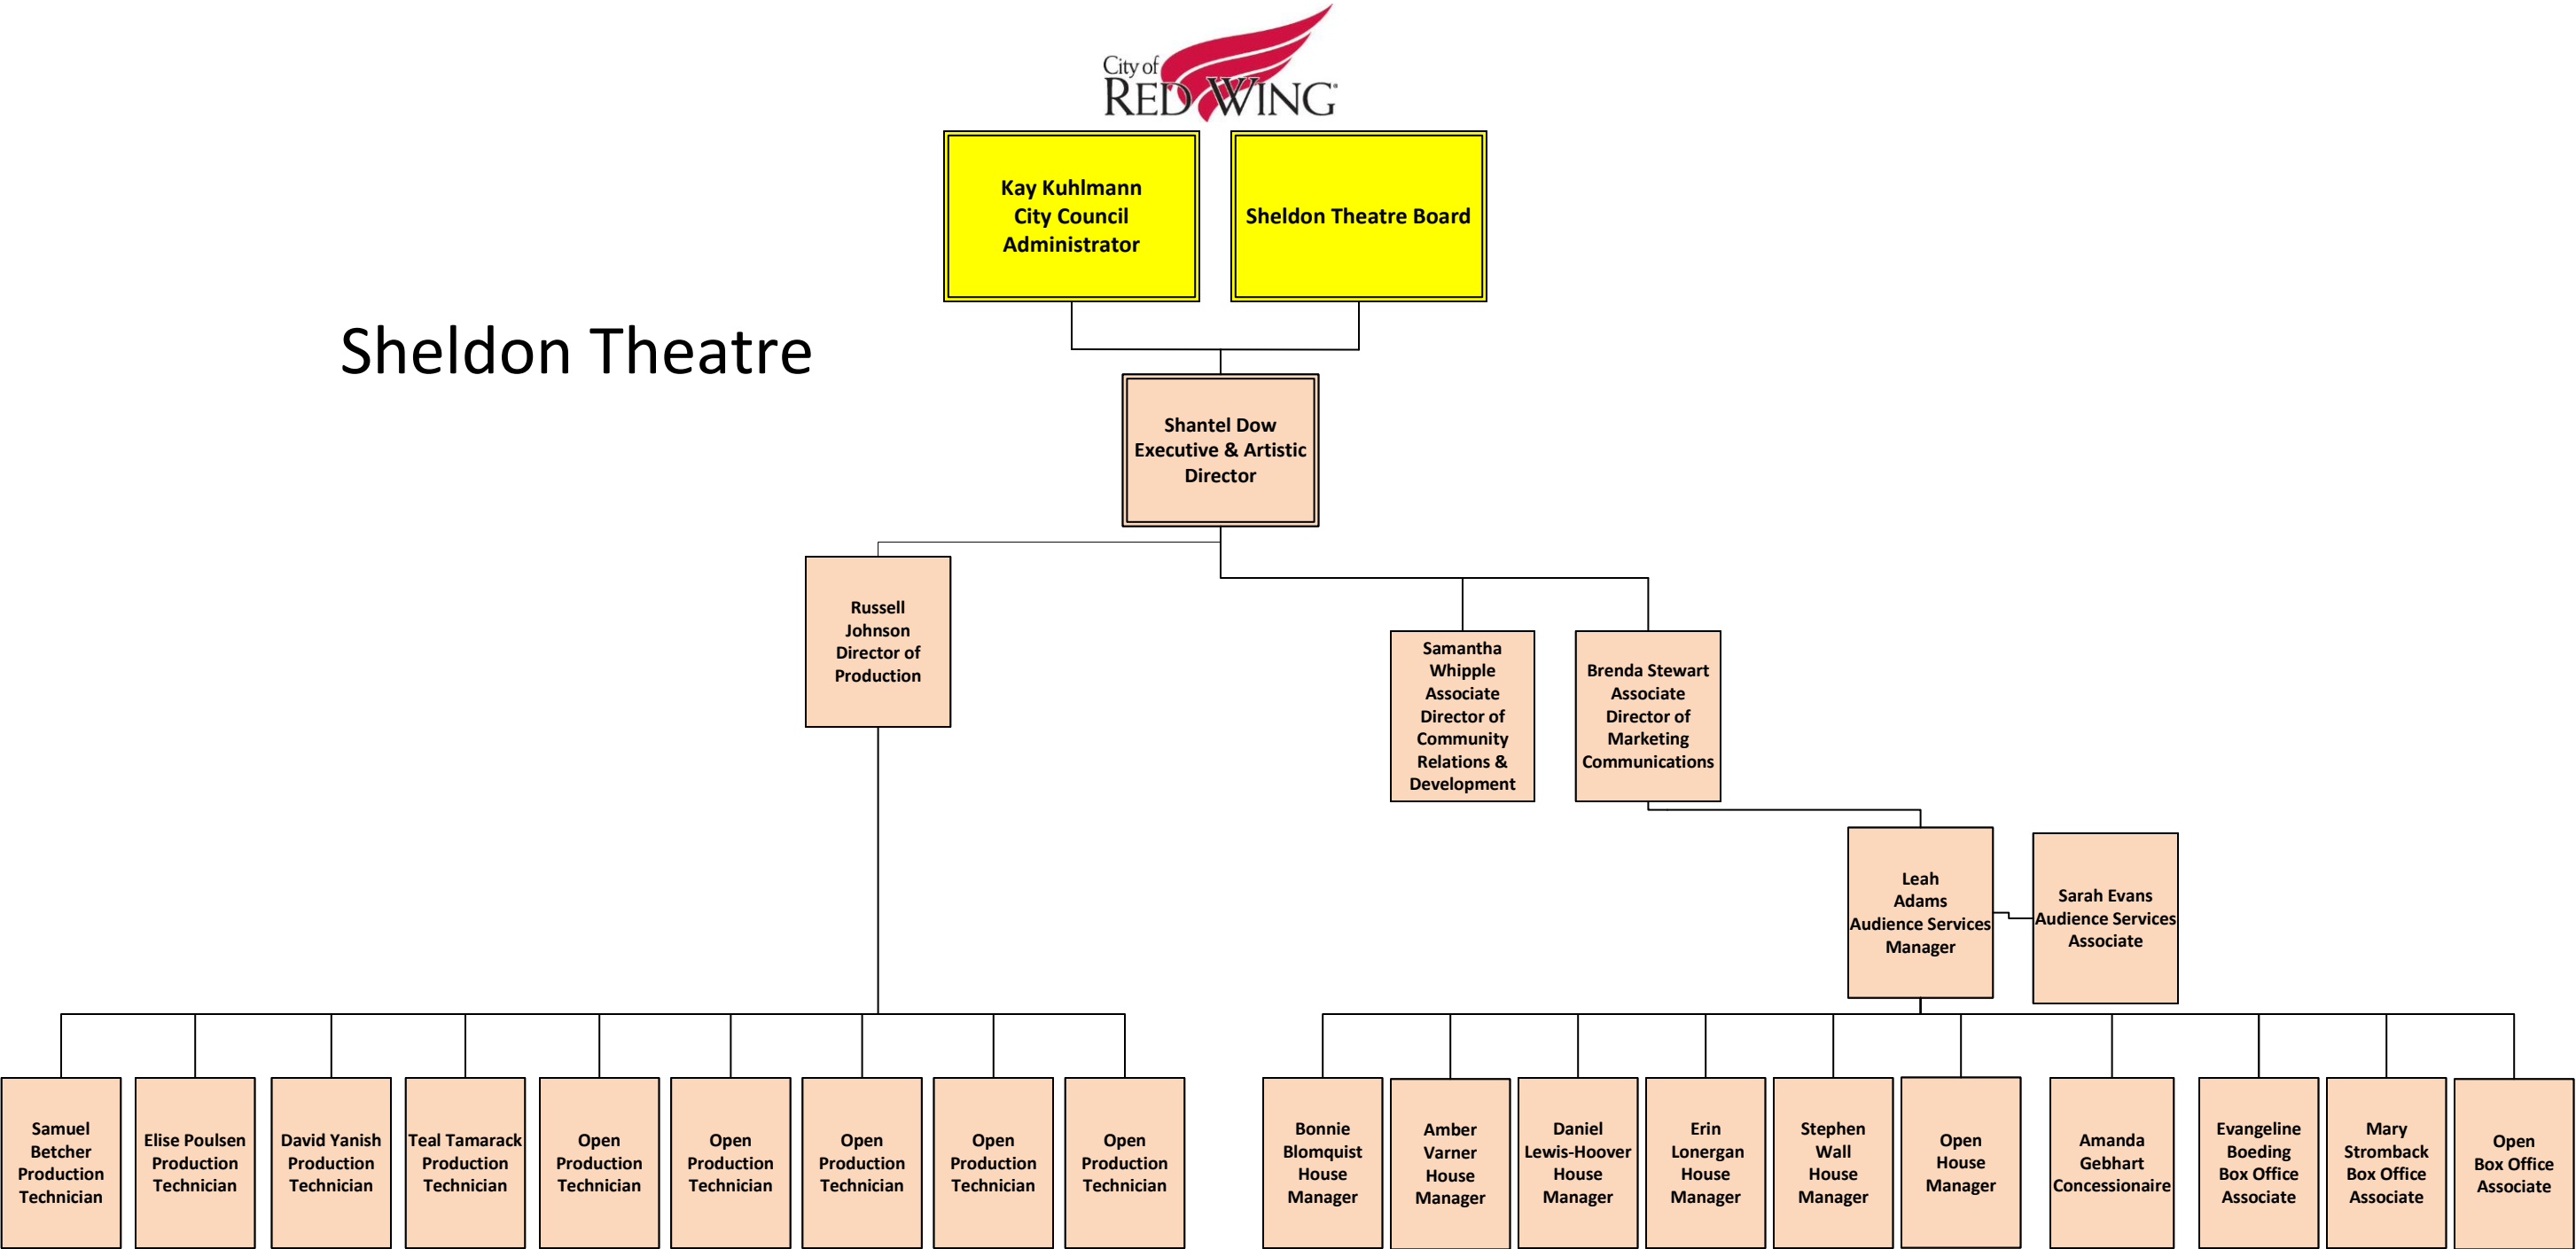 City of
RED WING
Kay Kuhlmann
City Council
Administrator
Sheldon Theatre Board
Sheldon Theatre
Shantel Dow
Executive & Artistic
Director
Russell
Johnson
Director of
Production
Samantha
Whipple
Associate
Director of
Community
Relations &
Development
Brenda Stewart
Associate
Director of
Marketing
Communications
Leah
Adams
Audience Services
Manager
Sarah Evans
Audience Services
Associate
Samuel
Betcher
Production
Technician
Elise Poulsen
Production
Technician
David Yanish
Production
Technician
Teal Tamarack
Production
Technician
Open
Production
Technician
Open
Production
Technician
Open
Production
Technician
Open
Production
Technician
Open
Production
Technician
Bonnie
Blomquist
House
Manager
Amber
Varner
House
Manager
Daniel
Lewis-Hoover
House
Manager
Erin
Lonergan
House
Manager
Stephen
Wall
House
Manager
Open
House
Manager
Amanda
Gebhart
Concessionaire
Evangeline
Boeding
Box Office
Associate
Mary
Stromback
Box Office
Associate
Open
Box Office
Associate